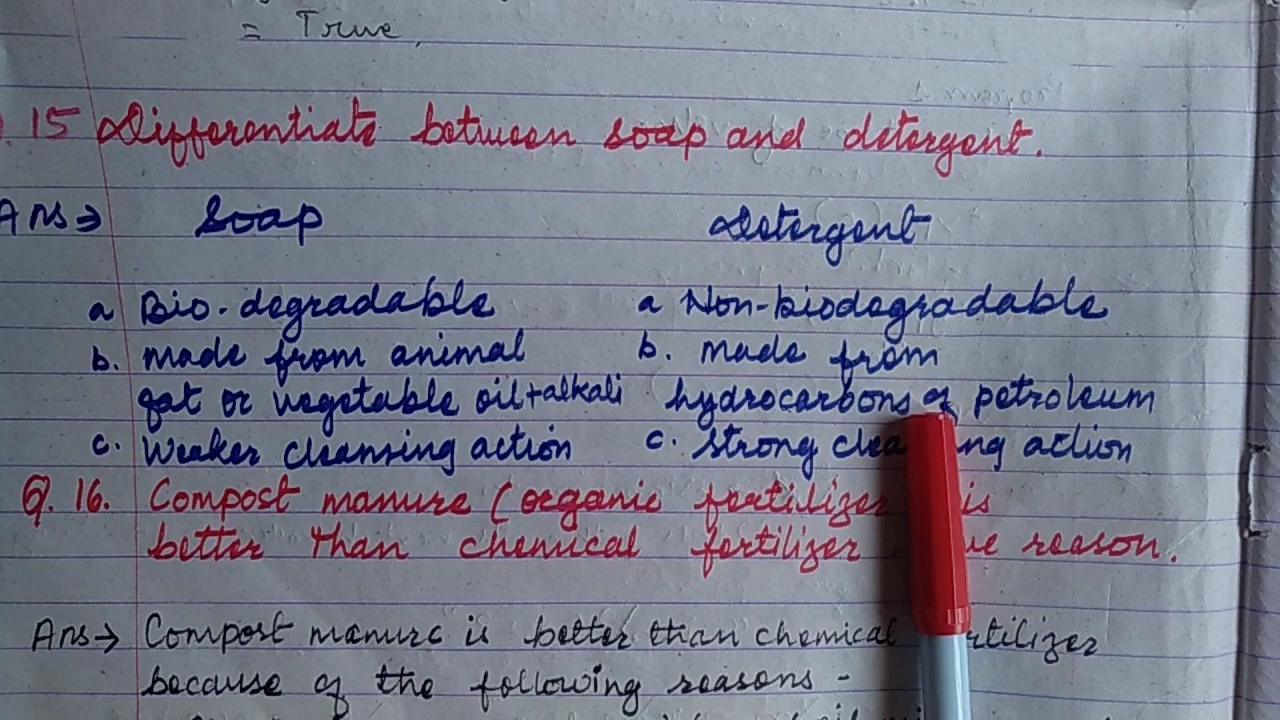 = True,
15 Differentiate between soap and detergent.
Ans → Soap Detergent
a Bio-degradable a Non-biodegradable
b. made from animal b. made from
fat or vegetable oil+alkali hydrocarbons of petroleum
c. Weaker cleansing action c. strong action
Q. 16. Compost manure (organic fertilizer is
better than chemical fertilizer reason.
Ans → Compost manure is better than chemical
because of the following reasons -